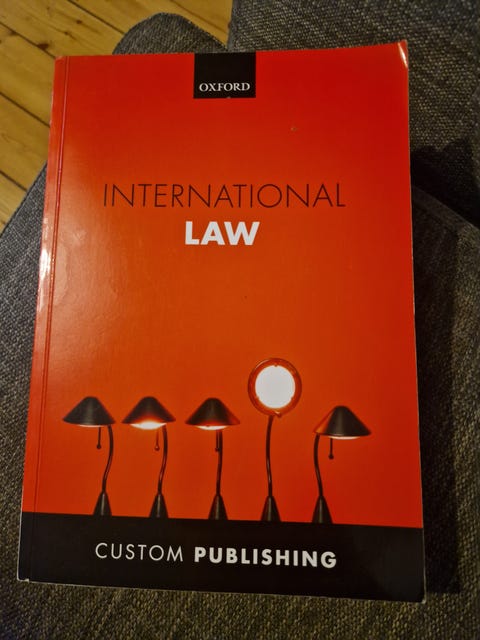 OXFORD
INTERNATIONAL
LAW
CUSTOM PUBLISHING